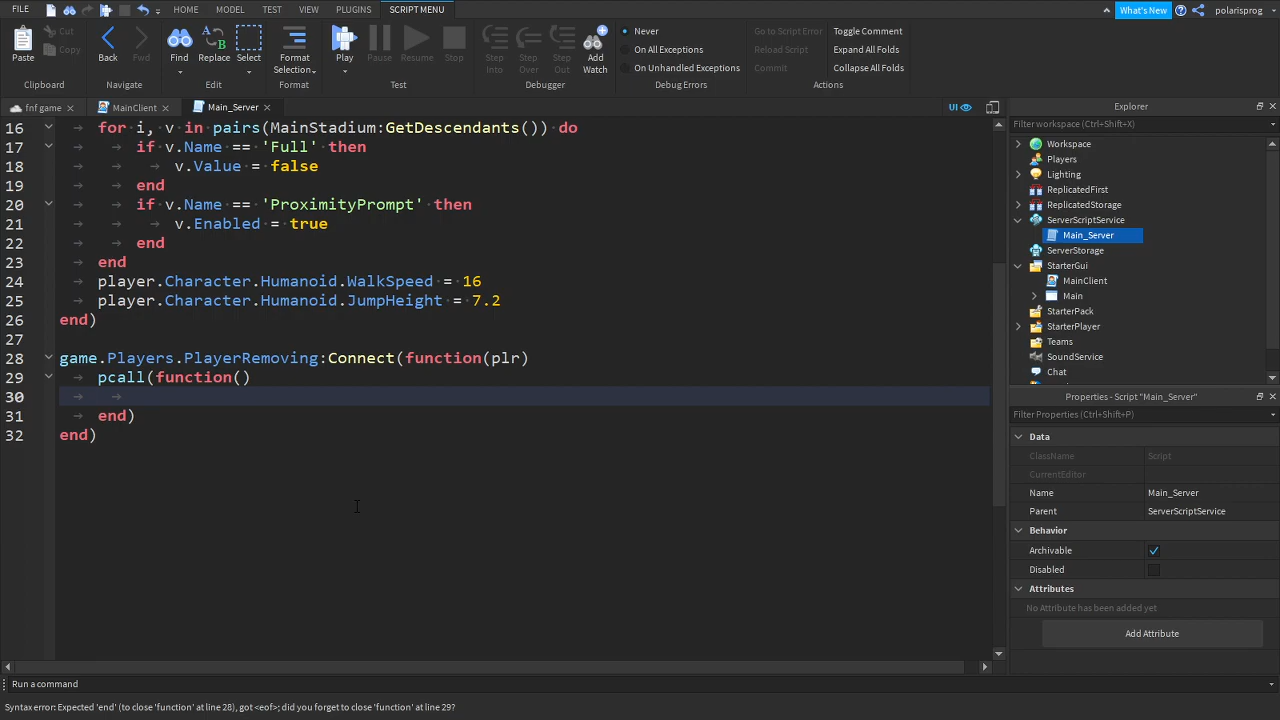 FILE
HOME
MODEL
TEST
VIEW
PLUGINS
SCRIPT MENU
What's New
polarisprog
Paste
Cut
Copy
Clipboard
Back
Fwd
Navigate
Find
Replace
Select
Edit
Format
Selection
Format
Play
Pause
Resume
Stop
Test
Step
Into
Step
Over
Step
Out
Add
Watch
Debugger
Never
On All Exceptions
On Unhandled Exceptions
Debug Errors
Go to Script Error
Reload Script
Commit
Toggle Comment
Expand All Folds
Collapse All Folds
Actions
fnf game
MainClient
Main_Server
UI
16 for i, v in pairs(MainStadium:GetDescendants()) do
17 if v.Name == 'Full' then
18 v.Value = false
19 end
20 if v.Name == 'ProximityPrompt' then
21 v.Enabled = true
22 end
23 end
24 player.Character.Humanoid.WalkSpeed = 16
25 player.Character.Humanoid.JumpHeight = 7.2
26 end)
27
28 game.Players.PlayerRemoving:Connect(function(plr)
29 pcall(function()
30
31 end)
32 end)
Explorer
Filter workspace (Ctrl+Shift+X)
Workspace
Players
Lighting
ReplicatedFirst
ReplicatedStorage
ServerScriptService
Main_Server
ServerStorage
StarterGui
MainClient
Main
StarterPack
StarterPlayer
Teams
SoundService
Chat
Properties - Script "Main_Server"
Filter Properties (Ctrl+Shift+P)
Data
ClassName Script
CurrentEditor
Name Main_Server
Parent ServerScriptService
Behavior
Archivable
Disabled
Attributes
No Attribute has been added yet
Add Attribute
Run a command
Syntax error: Expected 'end' (to close 'function' at line 28), got <eof>; did you forget to close 'function' at line 29?